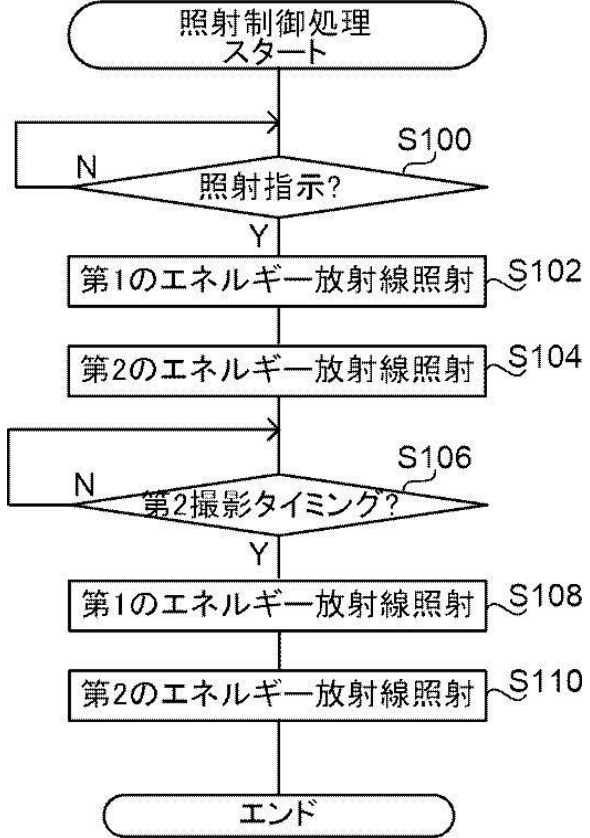 照射制御処理
スタート
S100
N
照射指示?
Y
第1のエネルギー放射線照射
S102
第2のエネルギー放射線照射
S104
S106
N
第2撮影タイミング?
Y
第1のエネルギー放射線照射
S108
第2のエネルギー放射線照射
S110
エンド